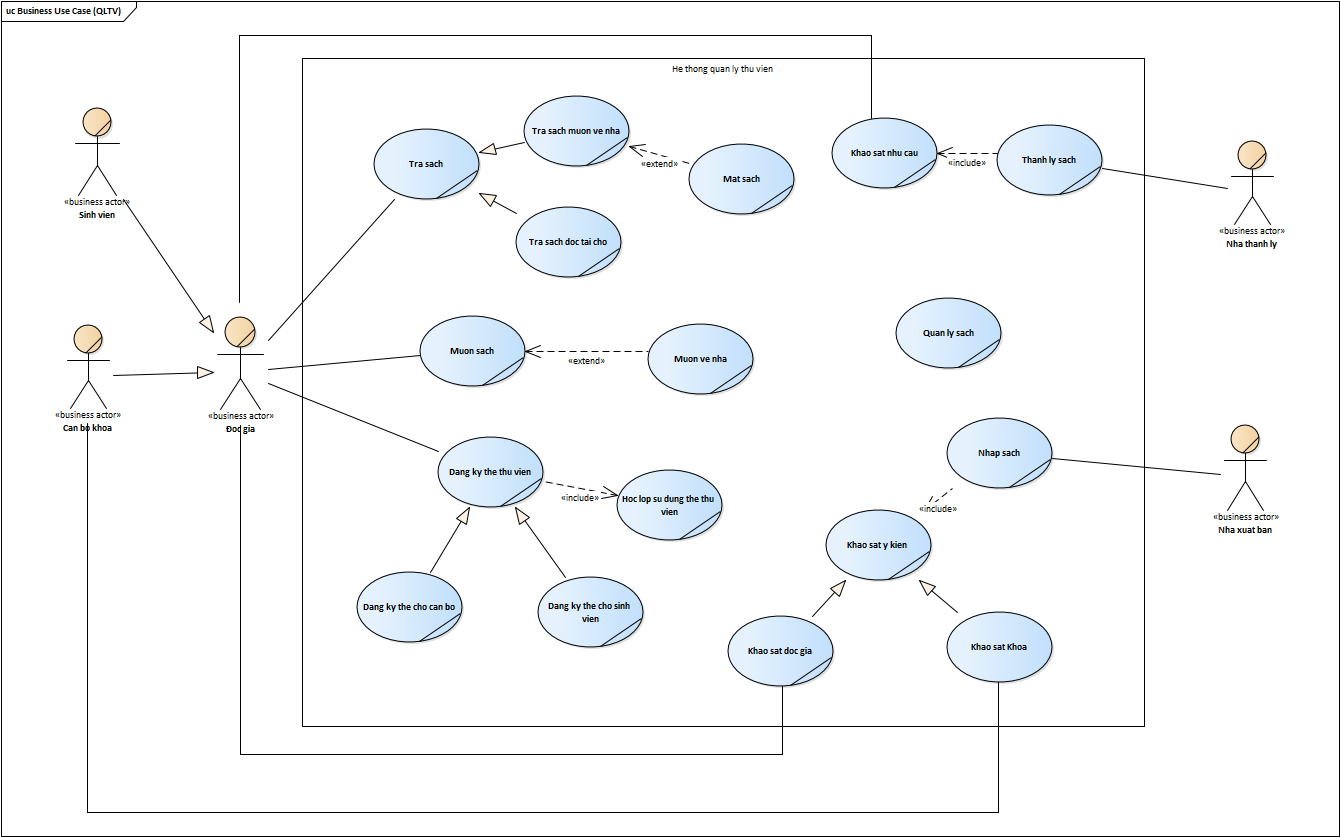 uc Business Use Case (QLTV)
He thong quan ly thu vien
Tra sach muon ve nha
Tra sach
«extend»
Mat sach
Khao sat nhu cau
«include»
Thanh ly sach
«business actor»
Sinh vien
«business actor»
Nha thanh ly
Tra sach doc tai cho
Quan ly sach
Muon sach
«extend»
Muon ve nha
«business actor»
Can bo khoa
«business actor»
Đoc gia
Nhap sach
Dang ky the thu vien
«include»
Hoc lop su dung the thu
vien
«include»
«business actor»
Nha xuat ban
Khao sat y kien
Dang ky the cho can bo
Dang ky the cho sinh
vien
Khao sat doc gia
Khao sat Khoa